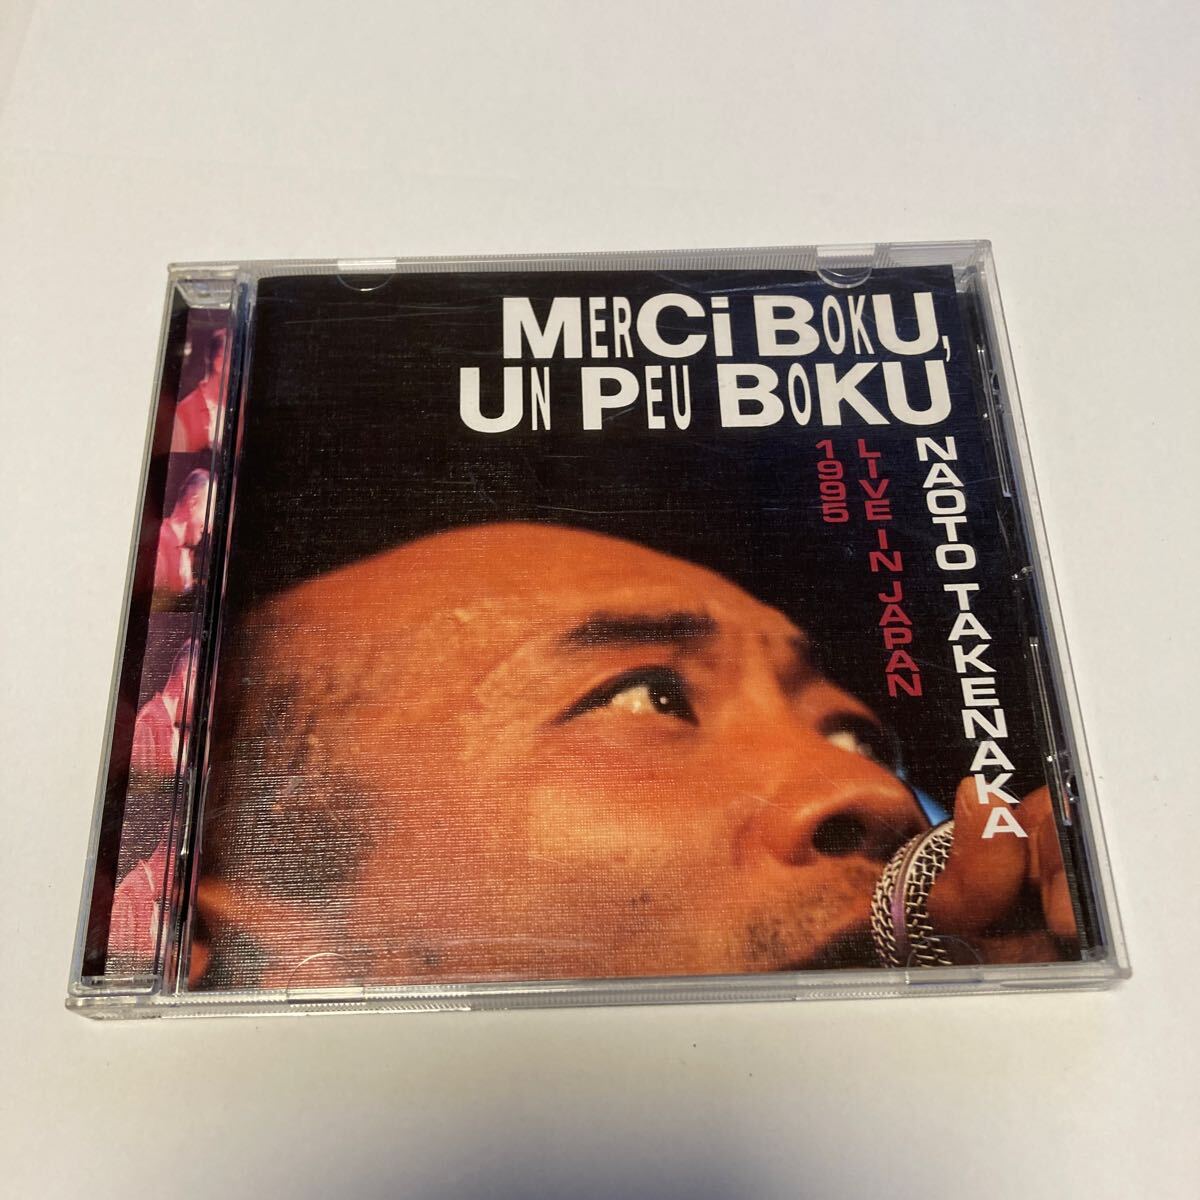 MERCi BOKU,
UN PEU BOKU
NAOTO TAKENAKA
LIVE IN JAPAN
1995